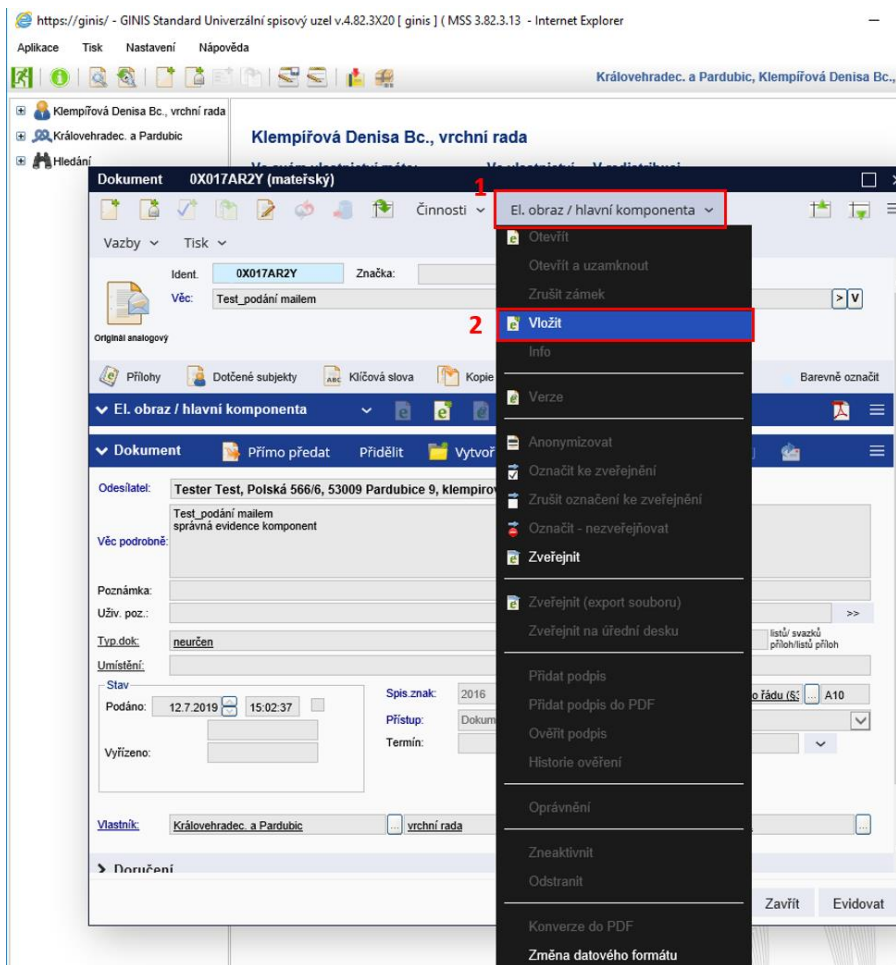 https://ginis/ - GINIS Standard Univerzální spisový uzel v.4.82.3X20 [ ginis ] ( MSS 3.82.3.13 - Internet Explorer
Aplikace Tisk Nastavení Nápověda
Královehradec. a Pardubic, Klempířová Denisa Bc.,
Klempířová Denisa Bc., vrchní rada
Královehradec. a Pardubic
Hledání
Klempířová Denisa Bc., vrchní rada
Dokument 0X017AR2Y (mateřský)
1
Činnosti El. obraz / hlavní komponenta
Vazby Tisk
Ident. 0X017AR2Y Značka:
Věc: Test_podání mailem > V
Originál analogový
Přílohy Dotčené subjekty ABC Klíčová slova Kopie Barevně označit
El. obraz / hlavní komponenta
Dokument Přímo předat Přidělit Vytvoř
Odesílatel: Tester Test, Polská 566/6, 53009 Pardubice 9, klempirov
Věc podrobně: Test_podání mailem
správná evidence komponent
Poznámka:
Uživ. poz.: >>
Typ.dok: neurčen listů/ svazků
příloh/listů příloh
Umístění:
Stav
Podáno: 12.7.2019 15:02:37
Vyřízeno:
Spis.znak: 2016 o řádu (§: ... A10
Přístup: Dokum
Termín:
Vlastník: Královehradec. a Pardubic ... vrchní rada ...
Doručení
Zavřít Evidovat
Otevřít
Otevřít a uzamknout
Zrušit zámek
2 Vložit
Info
Verze
Anonymizovat
Označit ke zveřejnění
Zrušit označení ke zveřejnění
Označit - nezveřejňovat
Zveřejnit
Zveřejnit (export souboru)
Zveřejnit na úřední desku
Přidat podpis
Přidat podpis do PDF
Ověřit podpis
Historie ověření
Oprávnění
Zneaktivnit
Odstranit
Konverze do PDF
Změna datového formátu